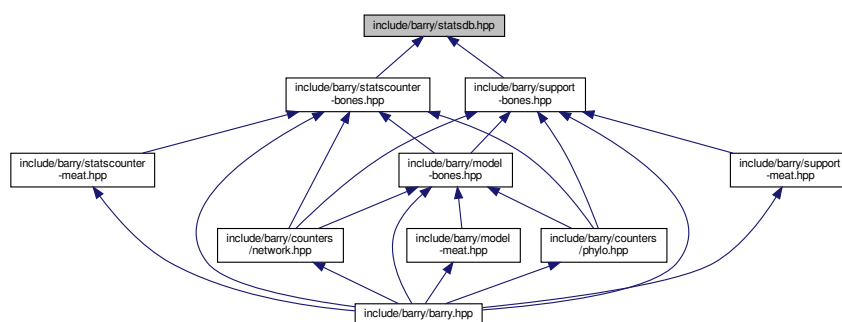 include/barry/statsdb.hpp
include/barry/statscounter
-bones.hpp
include/barry/support
-bones.hpp
include/barry/statscounter
-meat.hpp
include/barry/model
-bones.hpp
include/barry/support
-meat.hpp
include/barry/counters
/network.hpp
include/barry/model
-meat.hpp
include/barry/counters
/phylo.hpp
include/barry/barry.hpp